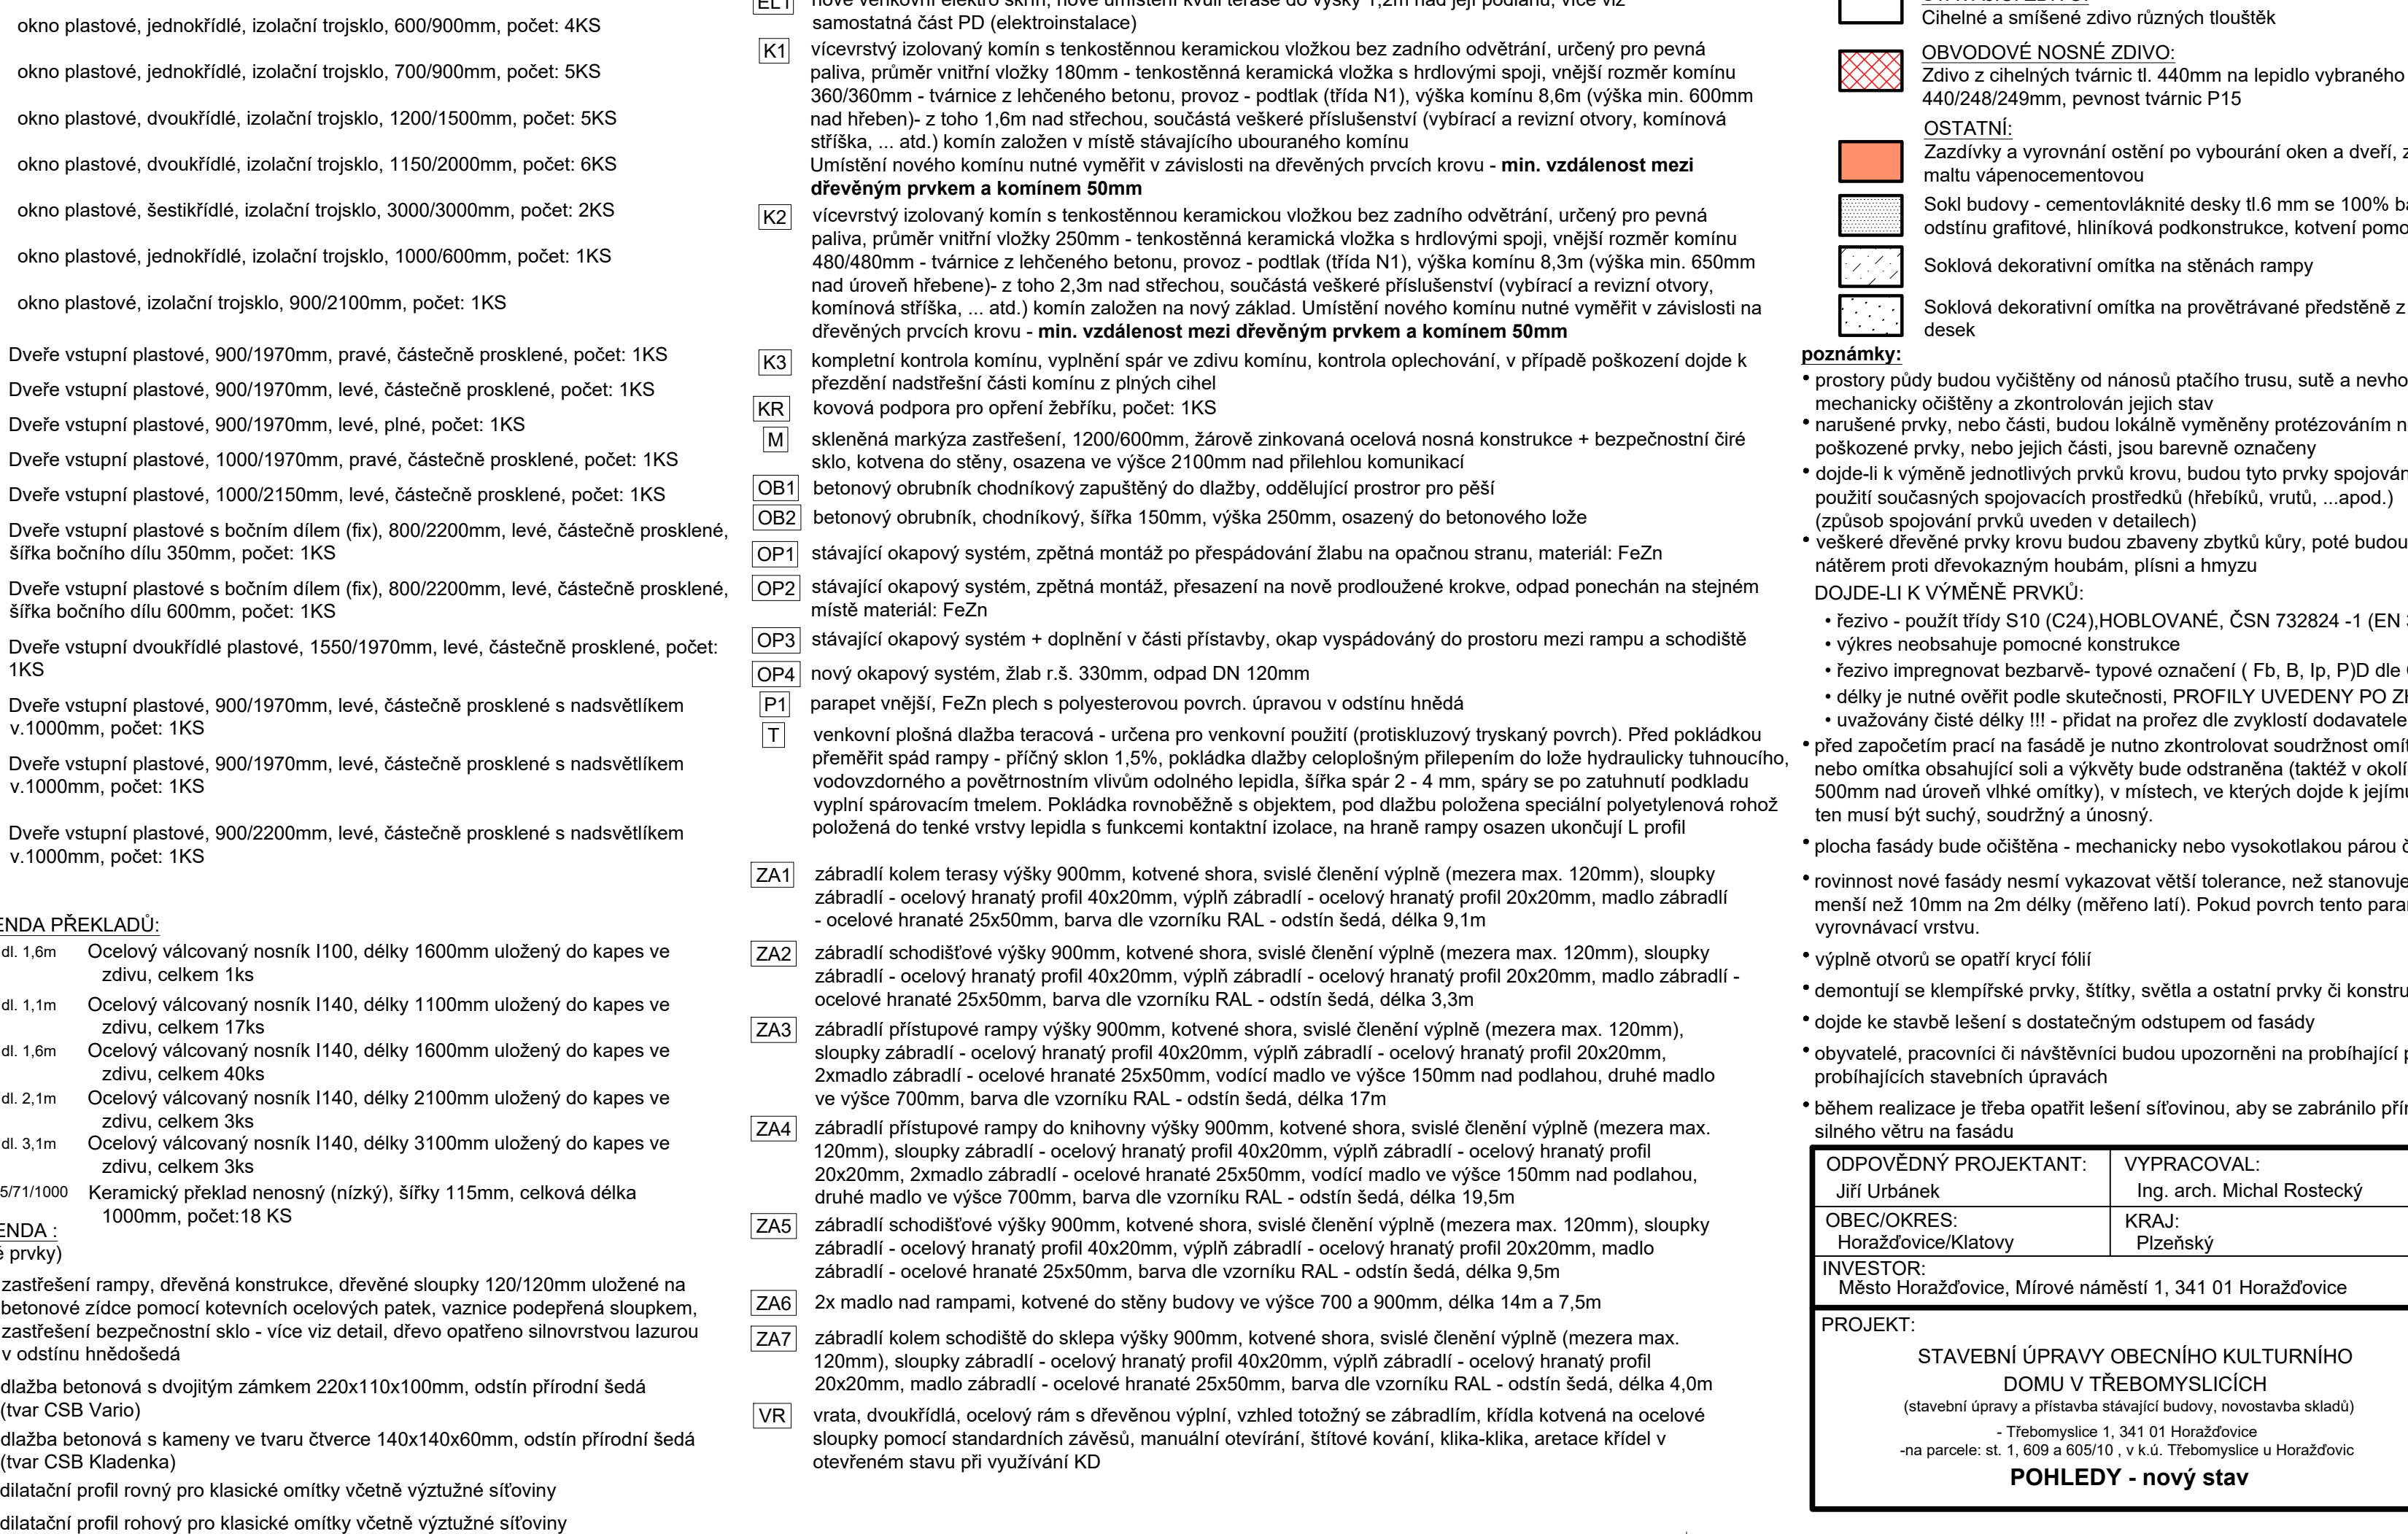 okno plastové, jednokřídlé, izolační trojsklo, 600/900mm, počet: 4KS
okno plastové, jednokřídlé, izolační trojsklo, 700/900mm, počet: 5KS
okno plastové, dvoukřídlé, izolační trojsklo, 1200/1500mm, počet: 5KS
okno plastové, dvoukřídlé, izolační trojsklo, 1150/2000mm, počet: 6KS
okno plastové, šestikřídlé, izolační trojsklo, 3000/3000mm, počet: 2KS
okno plastové, jednokřídlé, izolační trojsklo, 1000/600mm, počet: 1KS
okno plastové, izolační trojsklo, 900/2100mm, počet: 1KS
Dveře vstupní plastové, 900/1970mm, pravé, částečně prosklené, počet: 1KS
Dveře vstupní plastové, 900/1970mm, levé, částečně prosklené, počet: 1KS
Dveře vstupní plastové, 900/1970mm, levé, plné, počet: 1KS
Dveře vstupní plastové, 1000/1970mm, pravé, částečně prosklené, počet: 1KS
Dveře vstupní plastové, 1000/2150mm, levé, částečně prosklené, počet: 1KS
Dveře vstupní plastové s bočním dílem (fix), 800/2200mm, levé, částečně prosklené,
šířka bočního dílu 350mm, počet: 1KS
Dveře vstupní plastové s bočním dílem (fix), 800/2200mm, levé, částečně prosklené,
šířka bočního dílu 600mm, počet: 1KS
Dveře vstupní dvoukřídlé plastové, 1550/1970mm, levé, částečně prosklené, počet:
1KS
Dveře vstupní plastové, 900/1970mm, levé, částečně prosklené s nadsvětlíkem
v.1000mm, počet: 1KS
Dveře vstupní plastové, 900/1970mm, levé, částečně prosklené s nadsvětlíkem
v.1000mm, počet: 1KS
Dveře vstupní plastové, 900/2200mm, levé, částečně prosklené s nadsvětlíkem
v.1000mm, počet: 1KS
ENDA PŘEKLADŮ:
dl. 1,6m Ocelový válcovaný nosník I100, délky 1600mm uložený do kapes ve
zdivu, celkem 1ks
dl. 1,1m Ocelový válcovaný nosník I140, délky 1100mm uložený do kapes ve
zdivu, celkem 17ks
dl. 1,6m Ocelový válcovaný nosník I140, délky 1600mm uložený do kapes ve
zdivu, celkem 40ks
dl. 2,1m Ocelový válcovaný nosník I140, délky 2100mm uložený do kapes ve
zdivu, celkem 3ks
dl. 3,1m Ocelový válcovaný nosník I140, délky 3100mm uložený do kapes ve
zdivu, celkem 3ks
5/71/1000 Keramický překlad nenosný (nízký), šířky 115mm, celková délka
1000mm, počet:18 KS
ENDA :
é prvky)
zastřešení rampy, dřevěná konstrukce, dřevěné sloupky 120/120mm uložené na
betonové zídce pomocí kotevních ocelových patek, vaznice podepřená sloupkem,
zastřešení bezpečnostní sklo - více viz detail, dřevo opatřeno silnovrstvou lazurou
v odstínu hnědošedá
dlažba betonová s dvojitým zámkem 220x110x100mm, odstín přírodní šedá
(tvar CSB Vario)
dlažba betonová s kameny ve tvaru čtverce 140x140x60mm, odstín přírodní šedá
(tvar CSB Kladenka)
dilatační profil rovný pro klasické omítky včetně výztužné síťoviny
dilatační profil rohový pro klasické omítky včetně výztužné síťoviny
EL1 nové venkovní elektro skříň, nové umístění kvůli terase do výšky 1,2m nad její podlahu, více viz
samostatná část PD (elektroinstalace)
K1 vícevrstvý izolovaný komín s tenkostěnnou keramickou vložkou bez zadního odvětrání, určený pro pevná
paliva, průměr vnitřní vložky 180mm - tenkostěnná keramická vložka s hrdlovými spoji, vnější rozměr komínu
360/360mm - tvárnice z lehčeného betonu, provoz - podtlak (třída N1), výška komínu 8,6m (výška min. 600mm
nad hřeben)- z toho 1,6m nad střechou, součástá veškeré příslušenství (vybírací a revizní otvory, komínová
stříška, ... atd.) komín založen v místě stávajícího ubouraného komínu
Umístění nového komínu nutné vyměřit v závislosti na dřevěných prvcích krovu - min. vzdálenost mezi
dřevěným prvkem a komínem 50mm
K2 vícevrstvý izolovaný komín s tenkostěnnou keramickou vložkou bez zadního odvětrání, určený pro pevná
paliva, průměr vnitřní vložky 250mm - tenkostěnná keramická vložka s hrdlovými spoji, vnější rozměr komínu
480/480mm - tvárnice z lehčeného betonu, provoz - podtlak (třída N1), výška komínu 8,3m (výška min. 650mm
nad úroveň hřebene)- z toho 2,3m nad střechou, součástá veškeré příslušenství (vybírací a revizní otvory,
komínová stříška, ... atd.) komín založen na nový základ. Umístění nového komínu nutné vyměřit v závislosti na
dřevěných prvcích krovu - min. vzdálenost mezi dřevěným prvkem a komínem 50mm
K3 kompletní kontrola komínu, vyplnění spár ve zdivu komínu, kontrola oplechování, v případě poškození dojde k
přezdění nadstřešní části komínu z plných cihel
KR kovová podpora pro opření žebříku, počet: 1KS
M skleněná markýza zastřešení, 1200/600mm, žárově zinkovaná ocelová nosná konstrukce + bezpečnostní čiré
sklo, kotvena do stěny, osazena ve výšce 2100mm nad přilehlou komunikací
OB1 betonový obrubník chodníkový zapuštěný do dlažby, oddělující prostror pro pěší
OB2 betonový obrubník, chodníkový, šířka 150mm, výška 250mm, osazený do betonového lože
OP1 stávající okapový systém, zpětná montáž po přespádování žlabu na opačnou stranu, materiál: FeZn
OP2 stávající okapový systém, zpětná montáž, přesazení na nově prodloužené krokve, odpad ponechán na stejném
místě materiál: FeZn
OP3 stávající okapový systém + doplnění v části přístavby, okap vyspádováný do prostoru mezi rampu a schodiště
OP4 nový okapový systém, žlab r.š. 330mm, odpad DN 120mm
P1 parapet vnější, FeZn plech s polyesterovou povrch. úpravou v odstínu hnědá
T venkovní plošná dlažba teracová - určena pro venkovní použití (protiskluzový tryskaný povrch). Před pokládkou
přeměřit spád rampy - příčný sklon 1,5%, pokládka dlažby celoplošným přilepením do lože hydraulicky tuhnoucího,
vodovzdorného a povětrnostním vlivům odolného lepidla, šířka spár 2 - 4 mm, spáry se po zatuhnutí podkladu
vyplní spárovacím tmelem. Pokládka rovnoběžně s objektem, pod dlažbu položena speciální polyetylenová rohož
položená do tenké vrstvy lepidla s funkcemi kontaktní izolace, na hraně rampy osazen ukončují L profil
ZA1 zábradlí kolem terasy výšky 900mm, kotvené shora, svislé členění výplně (mezera max. 120mm), sloupky
zábradlí - ocelový hranatý profil 40x20mm, výplň zábradlí - ocelový hranatý profil 20x20mm, madlo zábradlí
- ocelové hranaté 25x50mm, barva dle vzorníku RAL - odstín šedá, délka 9,1m
ZA2 zábradlí schodišťové výšky 900mm, kotvené shora, svislé členění výplně (mezera max. 120mm), sloupky
zábradlí - ocelový hranatý profil 40x20mm, výplň zábradlí - ocelový hranatý profil 20x20mm, madlo zábradlí -
ocelové hranaté 25x50mm, barva dle vzorníku RAL - odstín šedá, délka 3,3m
ZA3 zábradlí přístupové rampy výšky 900mm, kotvené shora, svislé členění výplně (mezera max. 120mm),
sloupky zábradlí - ocelový hranatý profil 40x20mm, výplň zábradlí - ocelový hranatý profil 20x20mm,
2xmadlo zábradlí - ocelové hranaté 25x50mm, vodící madlo ve výšce 150mm nad podlahou, druhé madlo
ve výšce 700mm, barva dle vzorníku RAL - odstín šedá, délka 17m
ZA4 zábradlí přístupové rampy do knihovny výšky 900mm, kotvené shora, svislé členění výplně (mezera max.
120mm), sloupky zábradlí - ocelový hranatý profil 40x20mm, výplň zábradlí - ocelový hranatý profil
20x20mm, 2xmadlo zábradlí - ocelové hranaté 25x50mm, vodící madlo ve výšce 150mm nad podlahou,
druhé madlo ve výšce 700mm, barva dle vzorníku RAL - odstín šedá, délka 19,5m
ZA5 zábradlí schodišťové výšky 900mm, kotvené shora, svislé členění výplně (mezera max. 120mm), sloupky
zábradlí - ocelový hranatý profil 40x20mm, výplň zábradlí - ocelový hranatý profil 20x20mm, madlo
zábradlí - ocelové hranaté 25x50mm, barva dle vzorníku RAL - odstín šedá, délka 9,5m
ZA6 2x madlo nad rampami, kotvené do stěny budovy ve výšce 700 a 900mm, délka 14m a 7,5m
ZA7 zábradlí kolem schodiště do sklepa výšky 900mm, kotvené shora, svislé členění výplně (mezera max.
120mm), sloupky zábradlí - ocelový hranatý profil 40x20mm, výplň zábradlí - ocelový hranatý profil
20x20mm, madlo zábradlí - ocelové hranaté 25x50mm, barva dle vzorníku RAL - odstín šedá, délka 4,0m
VR vrata, dvoukřídlá, ocelový rám s dřevěnou výplní, vzhled totožný se zábradlím, křídla kotvená na ocelové
sloupky pomocí standardních závěsů, manuální otevírání, štítové kování, klika-klika, aretace křídel v
otevřeném stavu při využívání KD
Cihelné a smíšené zdivo různých tlouštěk
OBVODOVÉ NOSNÉ ZDIVO:
Zdivo z cihelných tvárnic tl. 440mm na lepidlo vybraného
440/248/249mm, pevnost tvárnic P15
OSTATNÍ:
Zazdívky a vyrovnání ostění po vybourání oken a dveří, z
maltu vápenocementovou
Sokl budovy - cementovláknité desky tl.6 mm se 100% ba
odstínu grafitové, hliníková podkonstrukce, kotvení pomo
Soklová dekorativní omítka na stěnách rampy
Soklová dekorativní omítka na provětrávané předstěně z
desek
poznámky:
• prostory půdy budou vyčištěny od nánosů ptačího trusu, sutě a nevho
mechanicky očištěny a zkontrolován jejich stav
• narušené prvky, nebo části, budou lokálně vyměněny protézováním n
poškozené prvky, nebo jejich části, jsou barevně označeny
• dojde-li k výměně jednotlivých prvků krovu, budou tyto prvky spojován
použití současných spojovacích prostředků (hřebíků, vrutů, ...apod.)
(způsob spojování prvků uveden v detailech)
• veškeré dřevěné prvky krovu budou zbaveny zbytků kůry, poté budou
nátěrem proti dřevokazným houbám, plísni a hmyzu
DOJDE-LI K VÝMĚNĚ PRVKŮ:
• řezivo - použít třídy S10 (C24),HOBLOVANÉ, ČSN 732824 -1 (EN
• výkres neobsahuje pomocné konstrukce
• řezivo impregnovat bezbarvě- typové označení ( Fb, B, Ip, P)D dle
• délky je nutné ověřit podle skutečnosti, PROFILY UVEDENY PO ZH
• uvažovány čisté délky !!! - přidat na prořez dle zvyklostí dodavatele
• před započetím prací na fasádě je nutno zkontrolovat soudržnost omít
nebo omítka obsahující soli a výkvěty bude odstraněna (taktéž v okolí
500mm nad úroveň vlhké omítky), v místech, ve kterých dojde k jejímu
ten musí být suchý, soudržný a únosný.
• plocha fasády bude očištěna - mechanicky nebo vysokotlakou párou č
• rovinnost nové fasády nesmí vykazovat větší tolerance, než stanovuje
menší než 10mm na 2m délky (měřeno latí). Pokud povrch tento para
vyrovnávací vrstvu.
• výplně otvorů se opatří krycí fólií
• demontují se klempířské prvky, štítky, světla a ostatní prvky či konstru
• dojde ke stavbě lešení s dostatečným odstupem od fasády
• obyvatelé, pracovníci či návštěvníci budou upozorněni na probíhající p
probíhajících stavebních úpravách
• během realizace je třeba opatřit lešení síťovinou, aby se zabránilo pří
silného větru na fasádu
ODPOVĚDNÝ PROJEKTANT: VYPRACOVAL:
Jiří Urbánek Ing. arch. Michal Rostecký
OBEC/OKRES: KRAJ:
Horažďovice/Klatovy Plzeňský
INVESTOR:
Město Horažďovice, Mírové náměstí 1, 341 01 Horažďovice
PROJEKT:
STAVEBNÍ ÚPRAVY OBECNÍHO KULTURNÍHO
DOMU V TŘEBOMYSLICÍCH
(stavební úpravy a přístavba stávající budovy, novostavba skladů)
- Třebomyslice 1, 341 01 Horažďovice
-na parcele: st. 1, 609 a 605/10 , v k.ú. Třebomyslice u Horažďovic
POHLEDY - nový stav